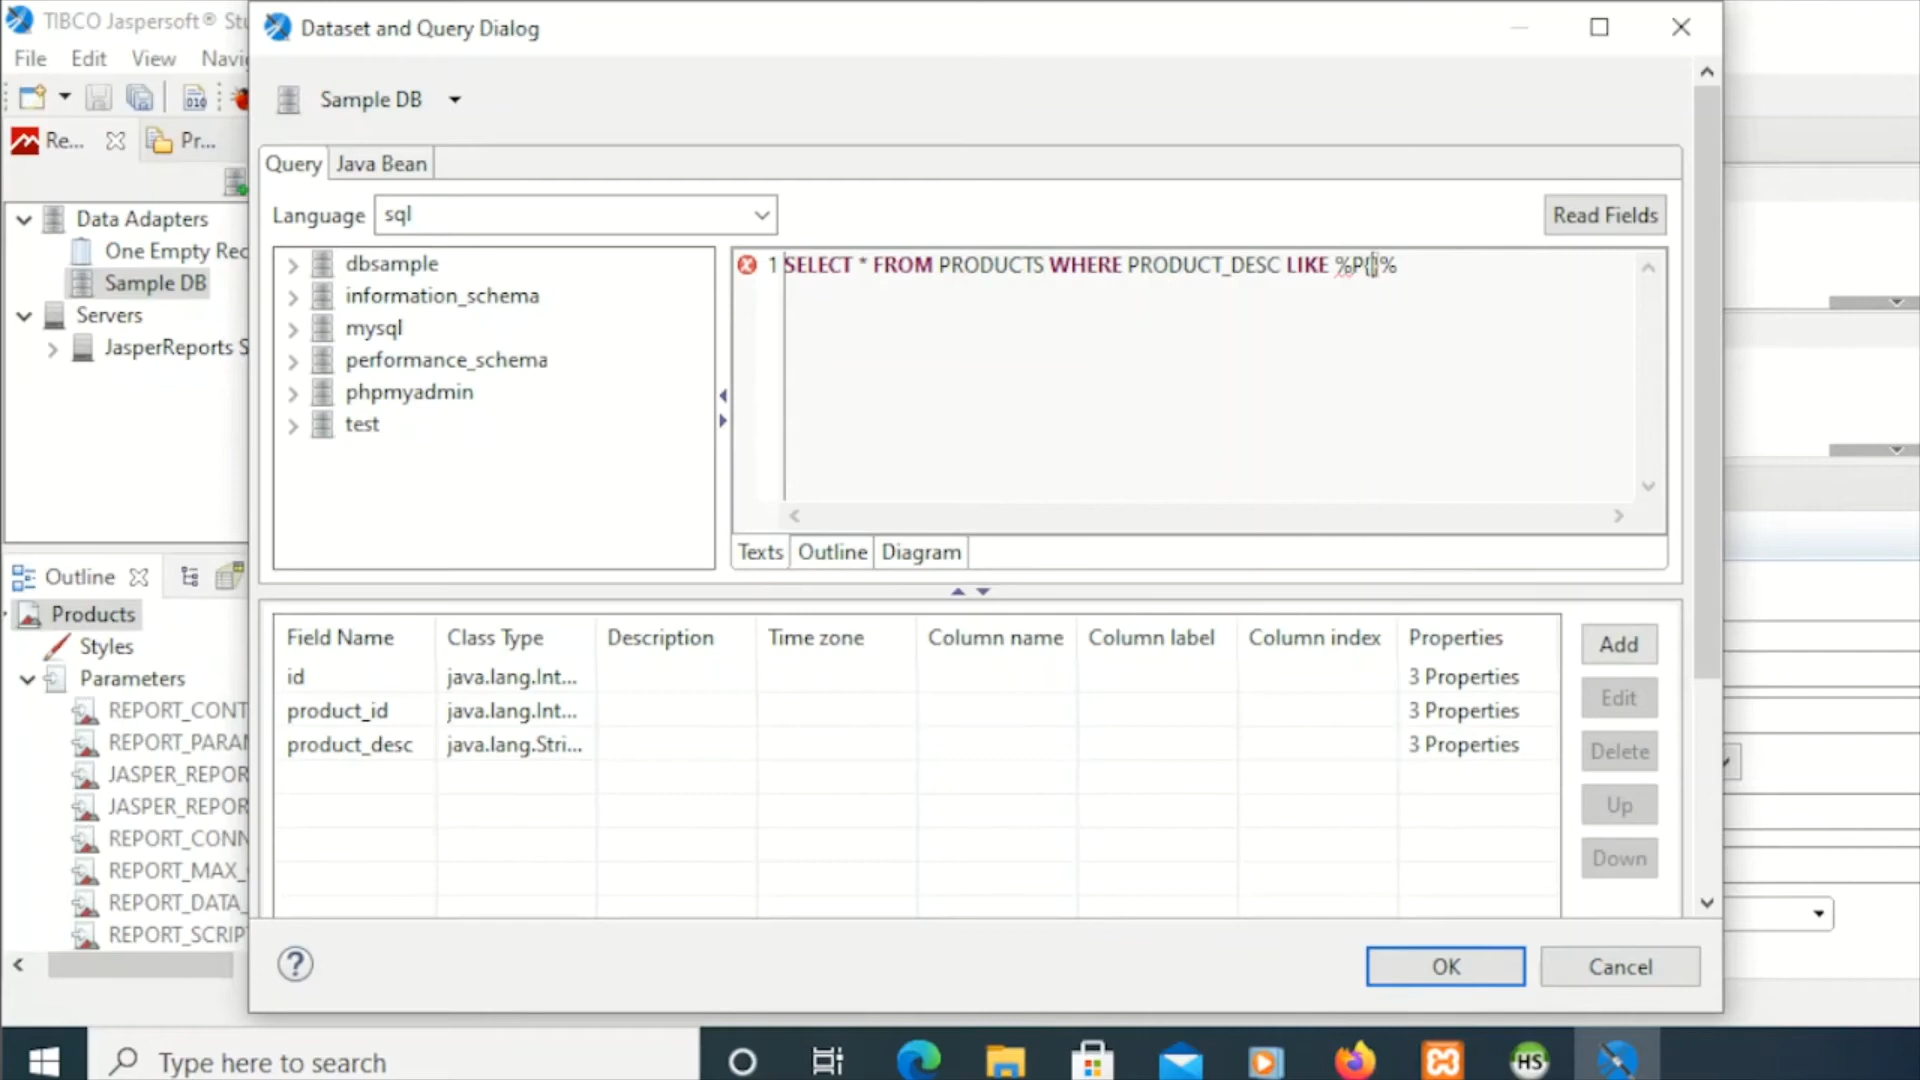 TIBCO Jaspersoft® Stu
Dataset and Query Dialog
File Edit View Navig
Sample DB
Re... Pr...
Query Java Bean
Language sql Read Fields
Data Adapters
One Empty Rec
Sample DB
Servers
JasperReports S
dbsample
information_schema
mysql
performance_schema
phpmyadmin
test
1 SELECT * FROM PRODUCTS WHERE PRODUCT_DESC LIKE %P{}%
Texts Outline Diagram
Outline
Products
Styles
Parameters
REPORT_CONT
REPORT_PARAM
JASPER_REPOR
JASPER_REPOR
REPORT_CONN
REPORT_MAX_
REPORT_DATA_
REPORT_SCRIPT
Field Name Class Type Description Time zone Column name Column label Column index Properties
id java.lang.Int... 3 Properties
product_id java.lang.Int... 3 Properties
product_desc java.lang.Stri... 3 Properties
Add
Edit
Delete
Up
Down
OK Cancel
Type here to search
HS